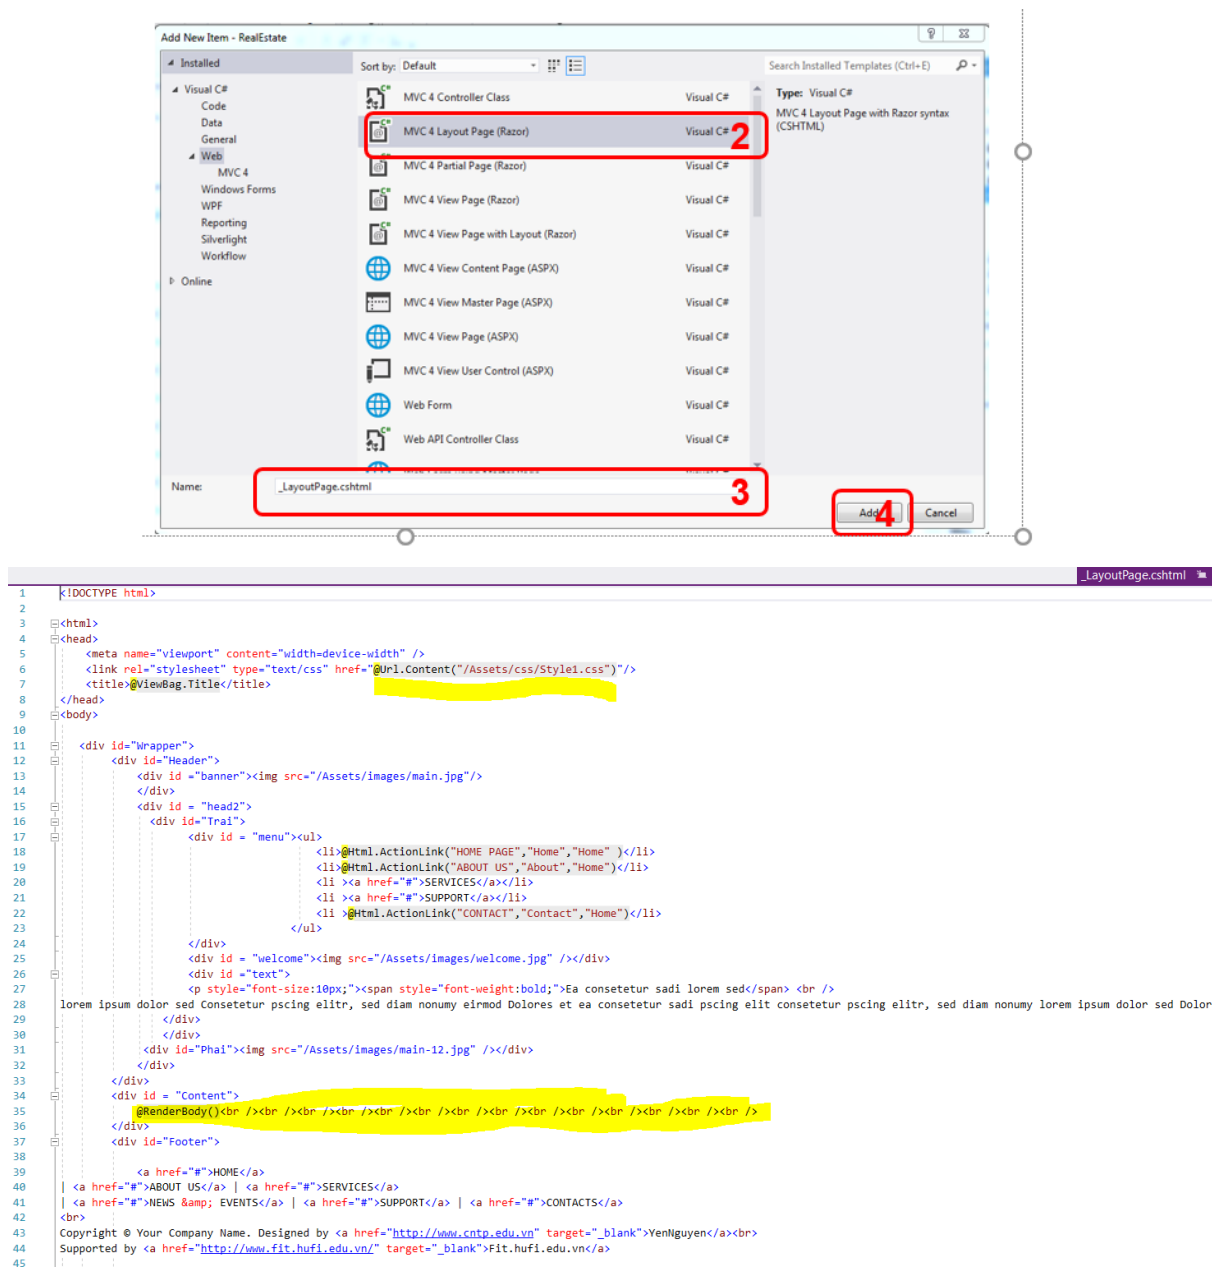 Add New Item - RealEstate
Installed
Sort by: Default
Search Installed Templates (Ctrl+E)
Visual C#
Code
Data
General
Web
MVC 4
Windows Forms
WPF
Reporting
Silverlight
Workflow
Online
MVC 4 Controller Class Visual C#
MVC 4 Layout Page (Razor) Visual C# 2
MVC 4 Partial Page (Razor) Visual C#
MVC 4 View Page (Razor) Visual C#
MVC 4 View Page with Layout (Razor) Visual C#
MVC 4 View Content Page (ASPX) Visual C#
MVC 4 View Master Page (ASPX) Visual C#
MVC 4 View Page (ASPX) Visual C#
MVC 4 View User Control (ASPX) Visual C#
Web Form Visual C#
Web API Controller Class Visual C#
Type: Visual C#
MVC 4 Layout Page with Razor syntax
(CSHTML)
Name: _LayoutPage.cshtml 3
Add 4 Cancel
_LayoutPage.cshtml
1 <!DOCTYPE html>
2
3 <html>
4 <head>
5 <meta name="viewport" content="width=device-width" />
6 <link rel="stylesheet" type="text/css" href="@Url.Content("/Assets/css/Style1.css")"/>
7 <title>@ViewBag.Title</title>
8 </head>
9 <body>
10
11 <div id="Wrapper">
12 <div id="Header">
13 <div id ="banner"><img src="/Assets/images/main.jpg"/>
14 </div>
15 <div id = "head2">
16 <div id="Trai">
17 <div id = "menu"><ul>
18 <li>@Html.ActionLink("HOME PAGE","Home","Home" )</li>
19 <li>@Html.ActionLink("ABOUT US","About","Home")</li>
20 <li ><a href="#">SERVICES</a></li>
21 <li ><a href="#">SUPPORT</a></li>
22 <li >@Html.ActionLink("CONTACT","Contact","Home")</li>
23 </ul>
24 </div>
25 <div id = "welcome"><img src="/Assets/images/welcome.jpg" /></div>
26 <div id ="text">
27 <p style="font-size:10px;"><span style="font-weight:bold;">Ea consetetur sadi lorem sed</span> <br />
28 lorem ipsum dolor sed Consetetur pscing elitr, sed diam nonumy eirmod Dolores et ea consetetur sadi pscing elit consetetur pscing elitr, sed diam nonumy lorem ipsum dolor sed Dolor
29 </div>
30 </div>
31 <div id="Phai"><img src="/Assets/images/main-12.jpg" /></div>
32 </div>
33 </div>
34 <div id = "Content">
35 @RenderBody()<br /><br /><br /><br /><br /><br /><br /><br /><br /><br /><br /><br /><br /><br />
36 </div>
37 <div id="Footer">
38
39 <a href="#">HOME</a>
40 | <a href="#">ABOUT US</a> | <a href="#">SERVICES</a>
41 | <a href="#">NEWS &amp; EVENTS</a> | <a href="#">SUPPORT</a> | <a href="#">CONTACTS</a>
42 <br>
43 Copyright © Your Company Name. Designed by <a href="http://www.cntp.edu.vn" target="_blank">YenNguyen</a><br>
44 Supported by <a href="http://www.fit.hufi.edu.vn/" target="_blank">Fit.hufi.edu.vn</a>
45